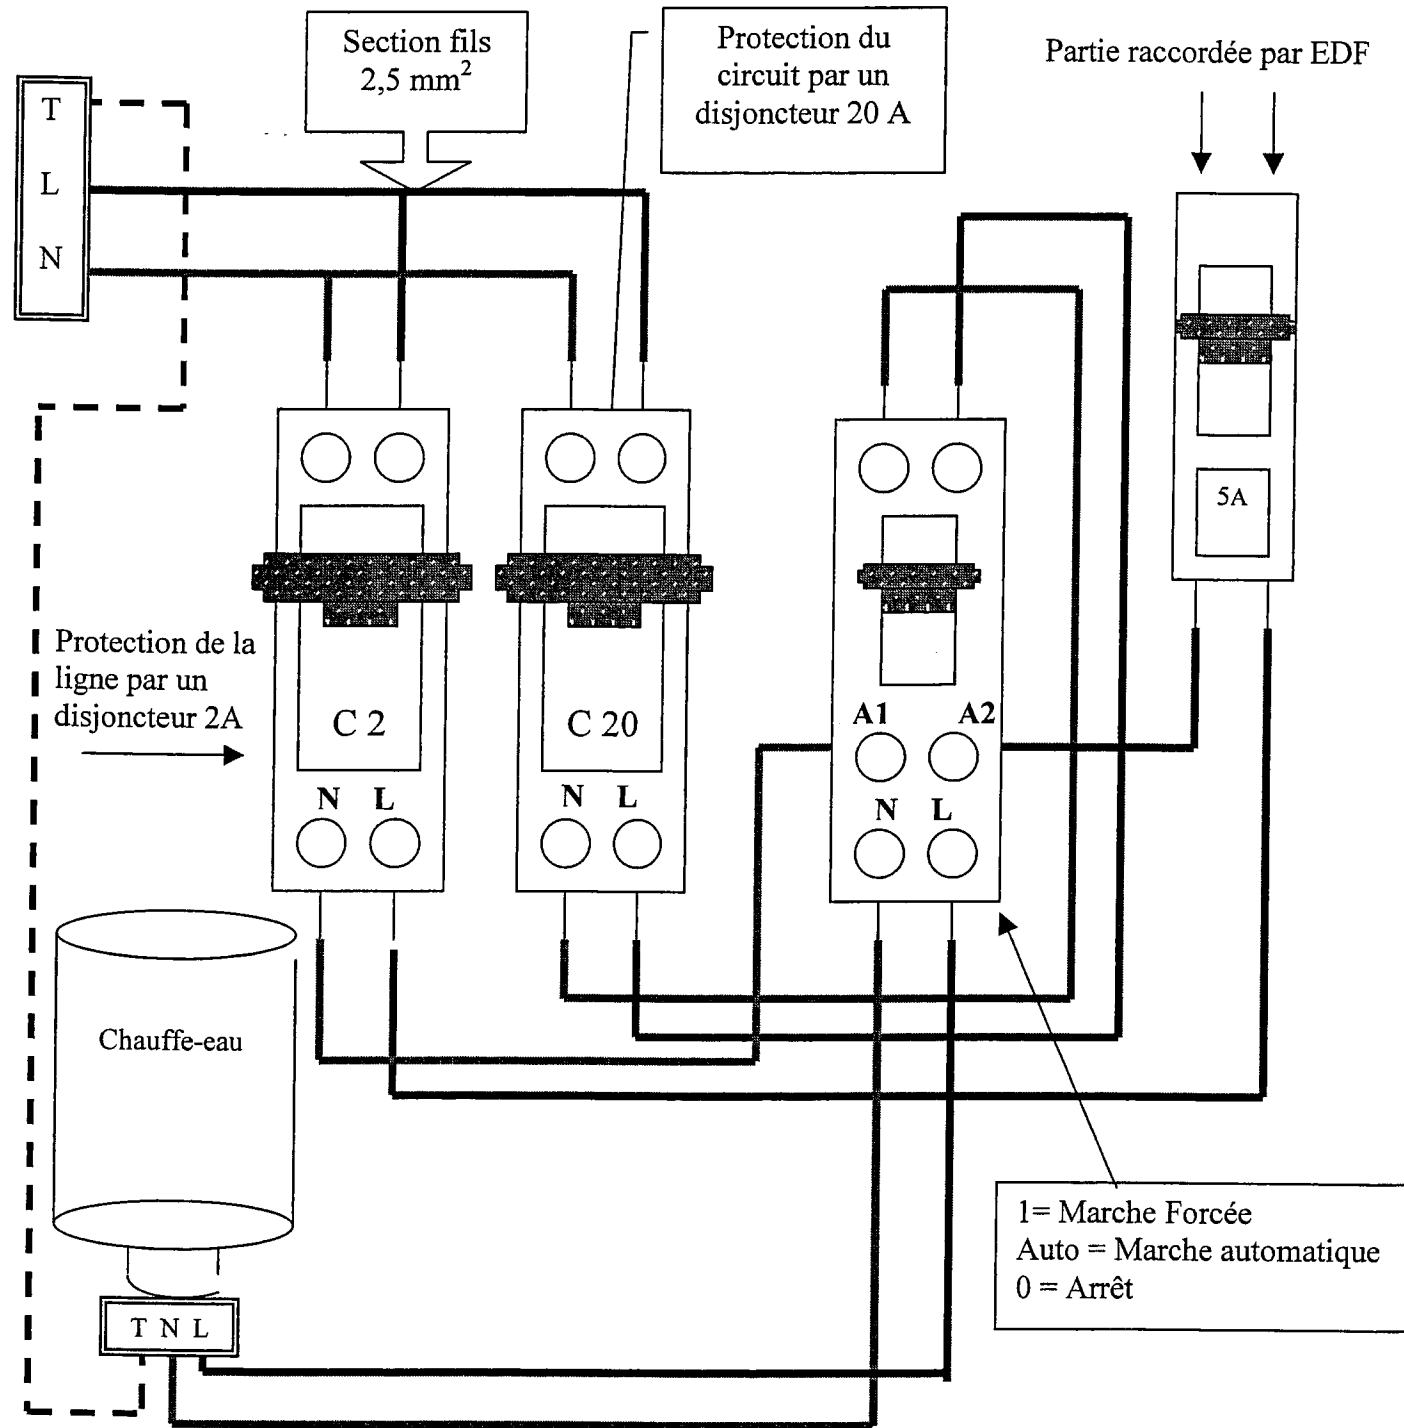 Section fils
2,5 mm²
Protection du
circuit par un
disjoncteur 20 A
Partie raccordée par EDF
T
L
N
5A
Protection de la
ligne par un
disjoncteur 2A
C 2
C 20
A1 A2
N L
N L
N L
Chauffe-eau
T N L
1= Marche Forcée
Auto = Marche automatique
0 = Arrêt